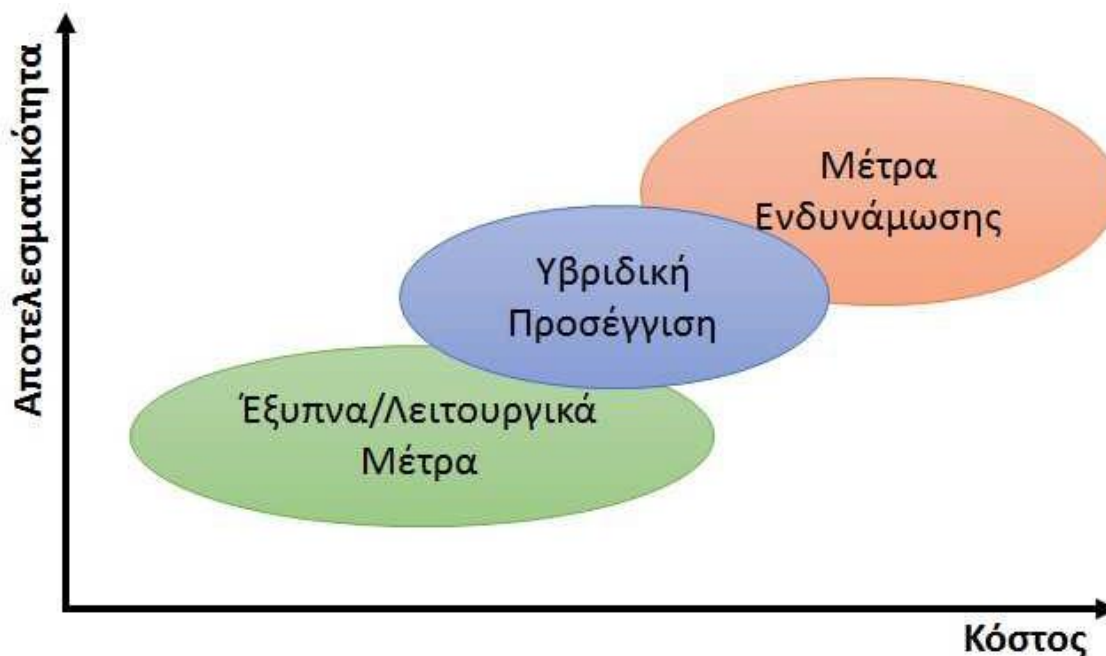 Αποτελεσματικότητα
Μέτρα
Ενδυνάμωσης
Υβριδική
Προσέγγιση
Έξυπνα/Λειτουργικά
Μέτρα
Κόστος